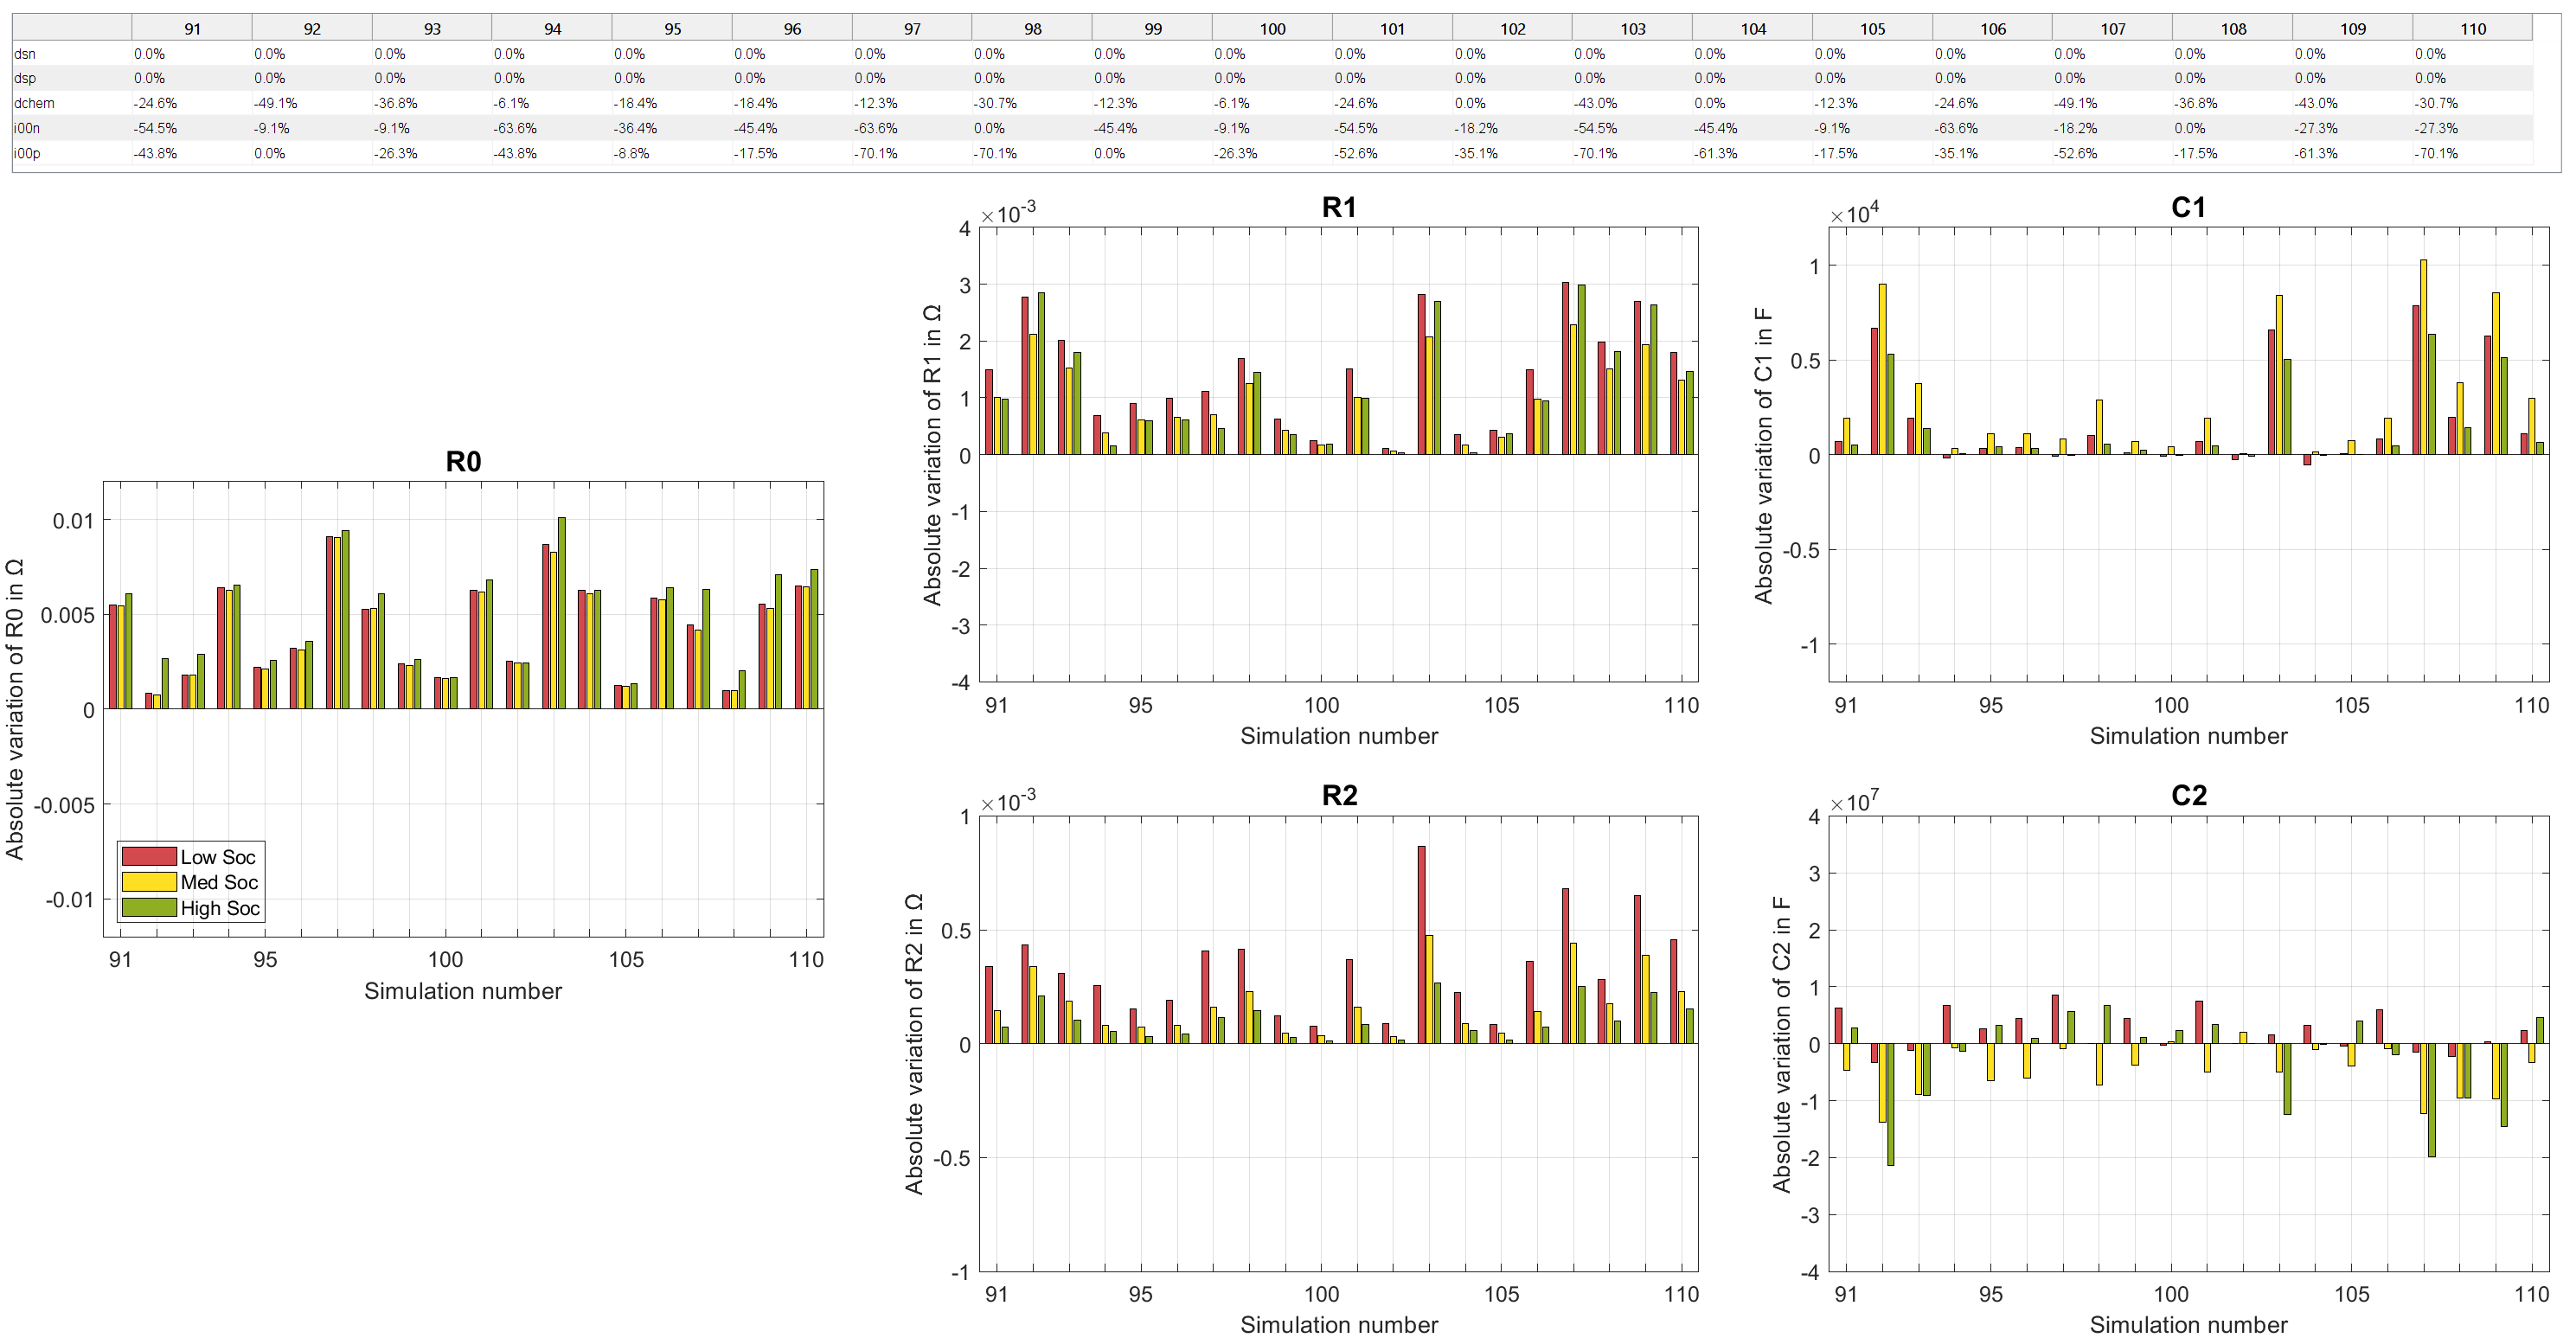 91 92 93 94 95 96 97 98 99 100 101 102 103 104 105 106 107 108 109 110
dsn 0.0% 0.0% 0.0% 0.0% 0.0% 0.0% 0.0% 0.0% 0.0% 0.0% 0.0% 0.0% 0.0% 0.0% 0.0% 0.0% 0.0% 0.0% 0.0% 0.0%
dsp 0.0% 0.0% 0.0% 0.0% 0.0% 0.0% 0.0% 0.0% 0.0% 0.0% 0.0% 0.0% 0.0% 0.0% 0.0% 0.0% 0.0% 0.0% 0.0% 0.0%
dchem -24.6% -49.1% -36.8% -6.1% -18.4% -18.4% -12.3% -30.7% -12.3% -6.1% -24.6% 0.0% -43.0% 0.0% -12.3% -24.6% -49.1% -36.8% -43.0% -30.7%
i00n -54.5% -9.1% -9.1% -63.6% -36.4% -45.4% -63.6% 0.0% -45.4% -9.1% -54.5% -18.2% -54.5% -45.4% -9.1% -63.6% -18.2% 0.0% -27.3% -27.3%
i00p -43.8% 0.0% -26.3% -43.8% -8.8% -17.5% -70.1% -70.1% 0.0% -26.3% -52.6% -35.1% -70.1% -61.3% -17.5% -35.1% -52.6% -17.5% -61.3% -70.1%
R0
Absolute variation of R0 in Ω
0.01
0.005
0
-0.005
-0.01
Low Soc
Med Soc
High Soc
91 95 100 105 110
Simulation number
R1
×10^-3
Absolute variation of R1 in Ω
4
3
2
1
0
-1
-2
-3
-4
91 95 100 105 110
Simulation number
C1
×10^4
Absolute variation of C1 in F
1
0.5
0
-0.5
-1
91 95 100 105 110
Simulation number
R2
×10^-3
Absolute variation of R2 in Ω
1
0.5
0
-0.5
-1
91 95 100 105 110
Simulation number
C2
×10^7
Absolute variation of C2 in F
4
3
2
1
0
-1
-2
-3
-4
91 95 100 105 110
Simulation number